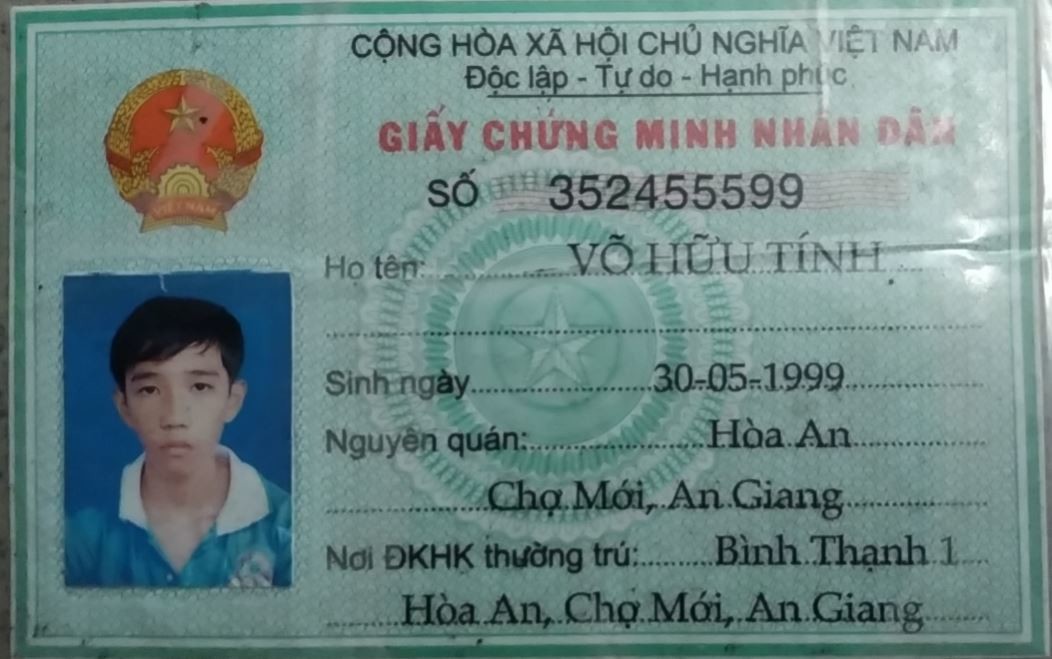 CỘNG HÒA XÃ HỘI CHỦ NGHĨA VIỆT NAM
Độc lập - Tự do - Hạnh phúc
GIẤY CHỨNG MINH NHÂN DÂN
SỐ 352455599
Họ tên: VÕ HỮU TÍNH
Sinh ngày 30-05-1999
Nguyên quán: Hòa An
Chợ Mới, An Giang
Nơi ĐKHK thường trú: Bình Thạnh 1
Hòa An, Chợ Mới, An Giang
VIỆT NAM